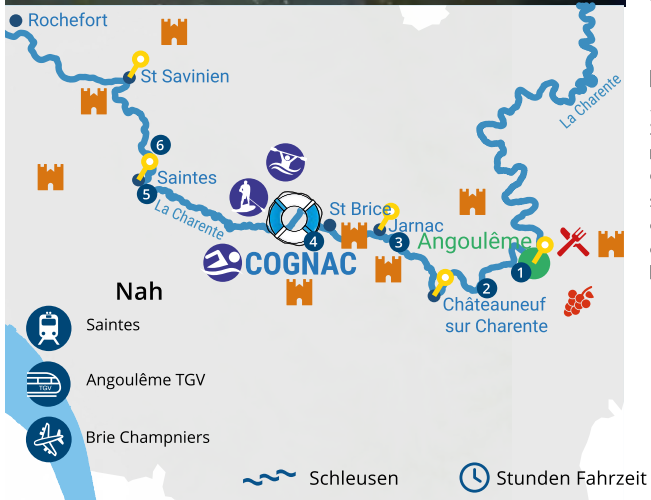 Rochefort
St Savinien
La Charente
6
Saintes
5
La Charente
St Brice
Jarnac
4
3
Angoulême
COGNAC
1
2
Châteauneuf
sur Charente
Nah
Saintes
TGV
Angoulême TGV
Brie Champniers
Schleusen
Stunden Fahrzeit